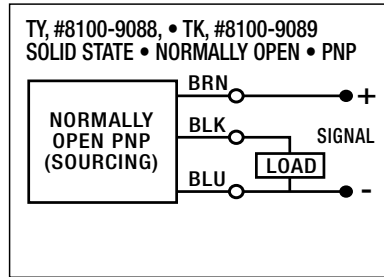 TY, #8100-9088, • TK, #8100-9089
SOLID STATE • NORMALLY OPEN • PNP
BRN
+
NORMALLY
OPEN PNP
(SOURCING)
BLK
SIGNAL
LOAD
BLU
-